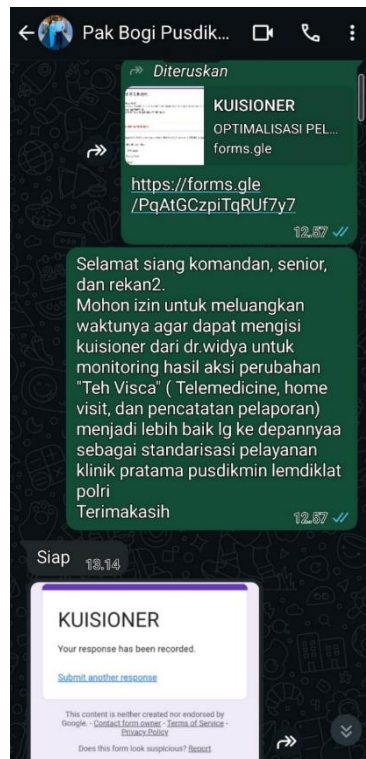 Pak Bogi Pusdik...
Diteruskan
KUISIONER
OPTIMALISASI PEL...
forms.gle
https://forms.gle
/PqAtGCzpiTqRUf7y7
12.57
Selamat siang komandan, senior,
dan rekan2.
Mohon izin untuk meluangkan
waktunya agar dapat mengisi
kuisioner dari dr.widya untuk
monitoring hasil aksi perubahan
"Teh Visca" ( Telemedicine, home
visit, dan pencatatan pelaporan)
menjadi lebih baik lg ke depannyaa
sebagai standarisasi pelayanan
klinik pratama pusdikmin lemdiklat
polri
Terimakasih
12.57
Siap
13.14
KUISIONER
Your response has been recorded.
Submit another response
This content is neither created nor endorsed by
Google. - Contact form owner - Terms of Service -
Privacy Policy
Does this form look suspicious? Report